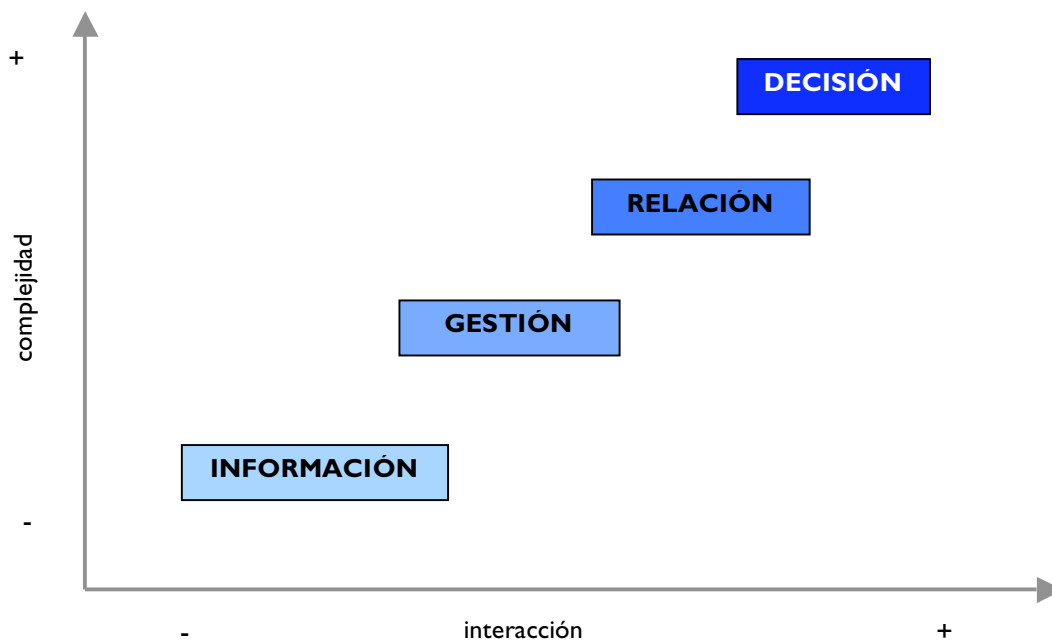 +
DECISIÓN
RELACIÓN
complejidad
GESTIÓN
INFORMACIÓN
-
- interacción +